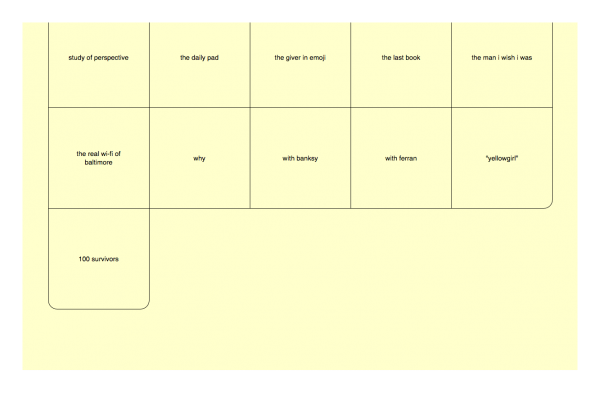 study of perspective
the daily pad
the giver in emoji
the last book
the man i wish i was
the real wi-fi of
baltimore
why
with banksy
with ferran
"yellowgirl"
100 survivors